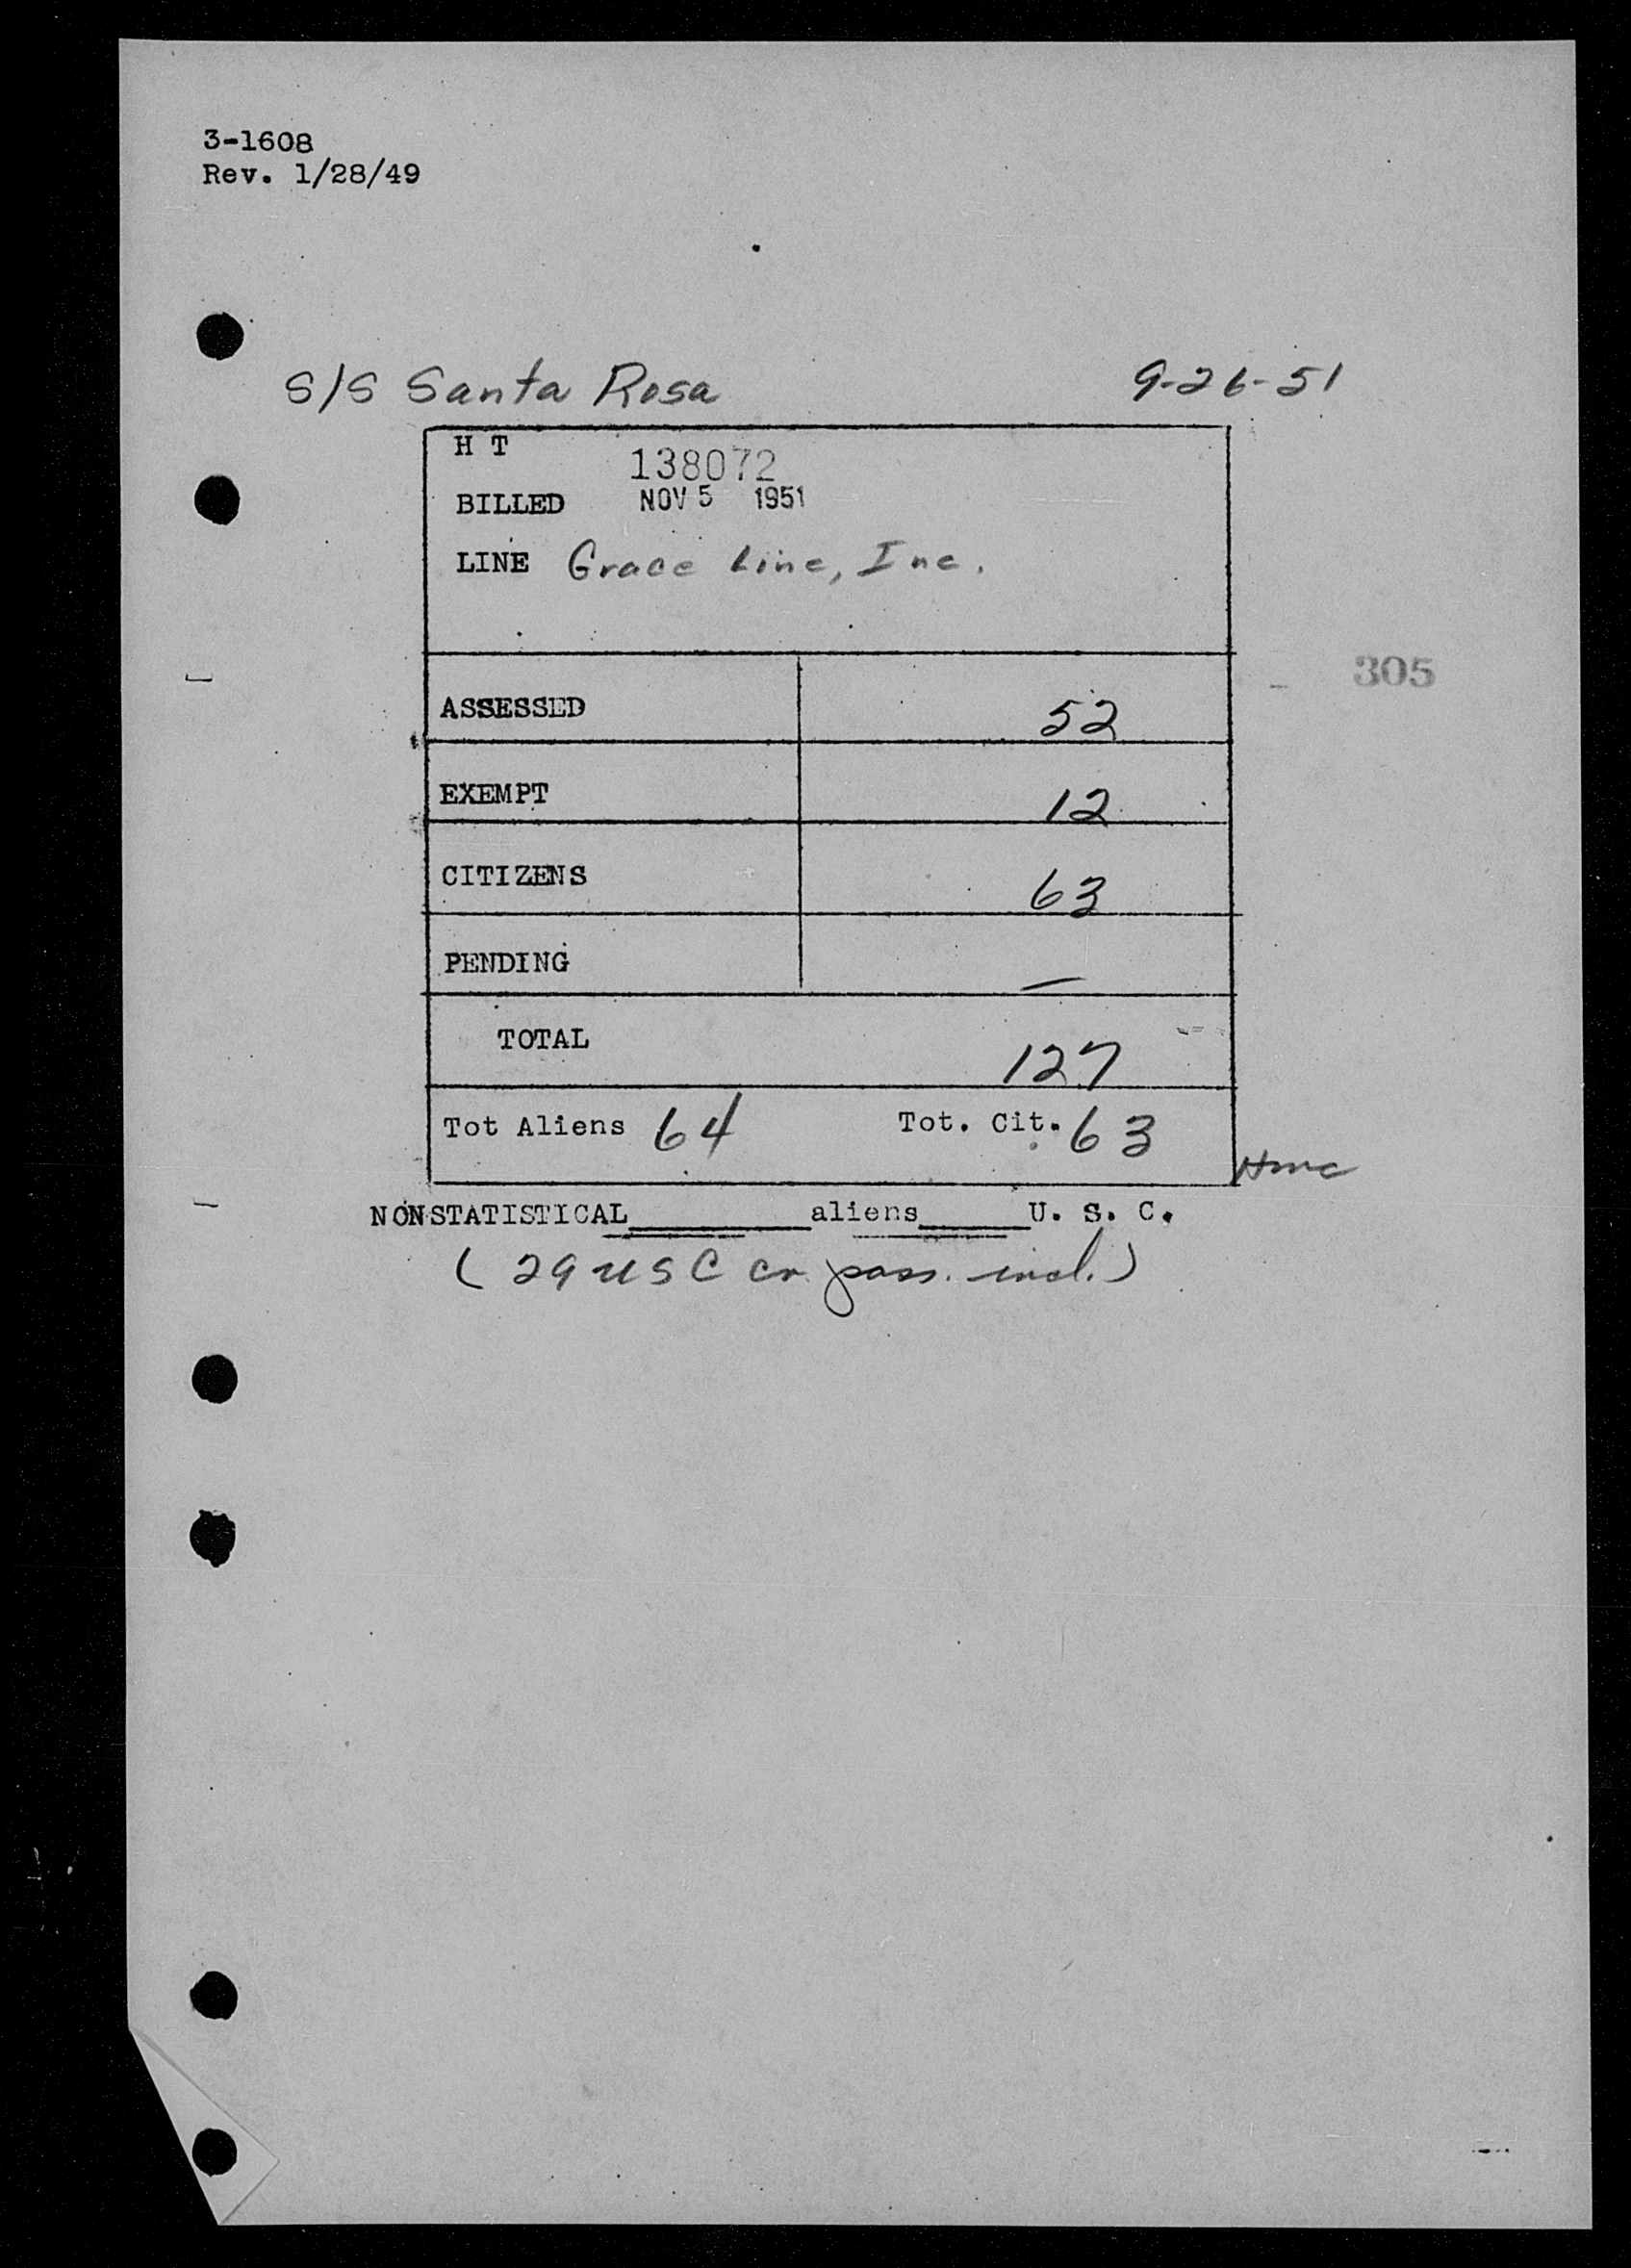 3-1608
Rev. 1/28/49
S/S Santa Rosa 9-26-51
H T 138072
BILLED NOV 5 1951
LINE Grace Line, Inc.
305
ASSESSED 52
EXEMPT 12
CITIZENS 63
PENDING —
TOTAL 127
Tot Aliens 64 Tot. Cit. 63
NONSTATISTICAL aliens U. S. C.
( 29 USC cr pass. incl. )